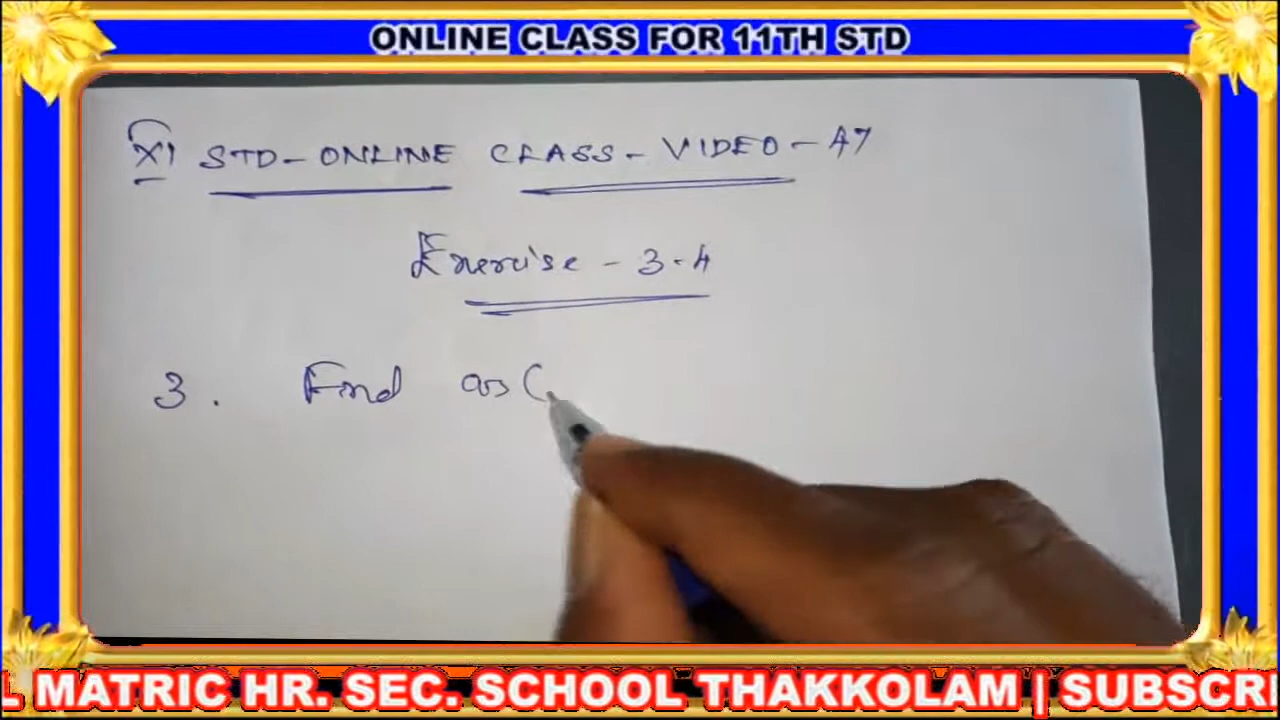 ONLINE CLASS FOR 11TH STD
XI STD - ONLINE CLASS - VIDEO - 47
Exercise - 3.4
3. Find cos(
L MATRIC HR. SEC. SCHOOL THAKKOLAM | SUBSCRI